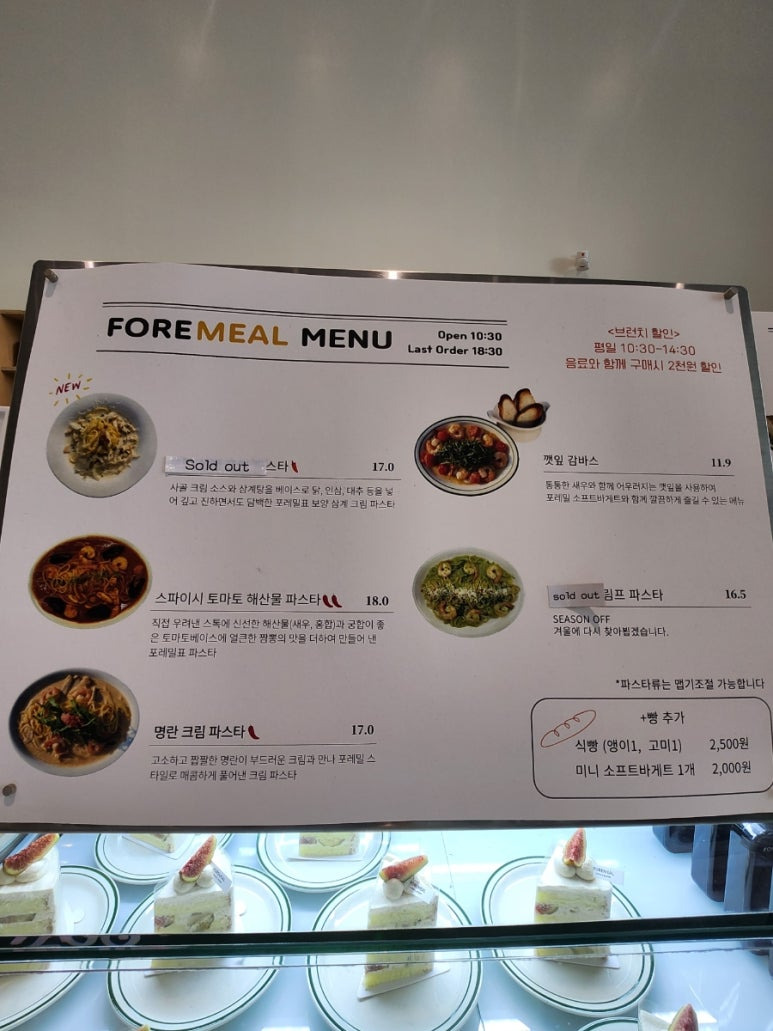 FOREMEAL MENU
Open 10:30
Last Order 18:30
<브런치 할인>
평일 10:30-14:30
음료와 함께 구매시 2천원 할인
NEW
Sold out 스타 17.0
사골 크림 소스와 삼계탕을 베이스로 닭, 인삼, 대추 등을 넣
어 깊고 진하면서도 담백한 포레밀표 보양 삼계 크림 파스타
스파이시 토마토 해산물 파스타 18.0
직접 우려낸 스톡에 신선한 해산물(새우, 홍합)과 궁합이 좋
은 토마토베이스에 얼큰한 짬뽕의 맛을 더하여 만들어 낸
포레밀표 파스타
명란 크림 파스타 17.0
고소하고 짭짤한 명란이 부드러운 크림과 만나 포레밀 스
타일로 매콤하게 풀어낸 크림 파스타
깻잎 감바스 11.9
통통한 새우와 함께 어우러지는 깻잎을 사용하여
포레밀 소프트바게트와 함께 깔끔하게 즐길 수 있는 메뉴
sold out 림프 파스타 16.5
SEASON OFF
겨울에 다시 찾아뵙겠습니다.
*파스타류는 맵기조절 가능합니다
+빵 추가
식빵 (앵이1, 고미1) 2,500원
미니 소프트바게트 1개 2,000원